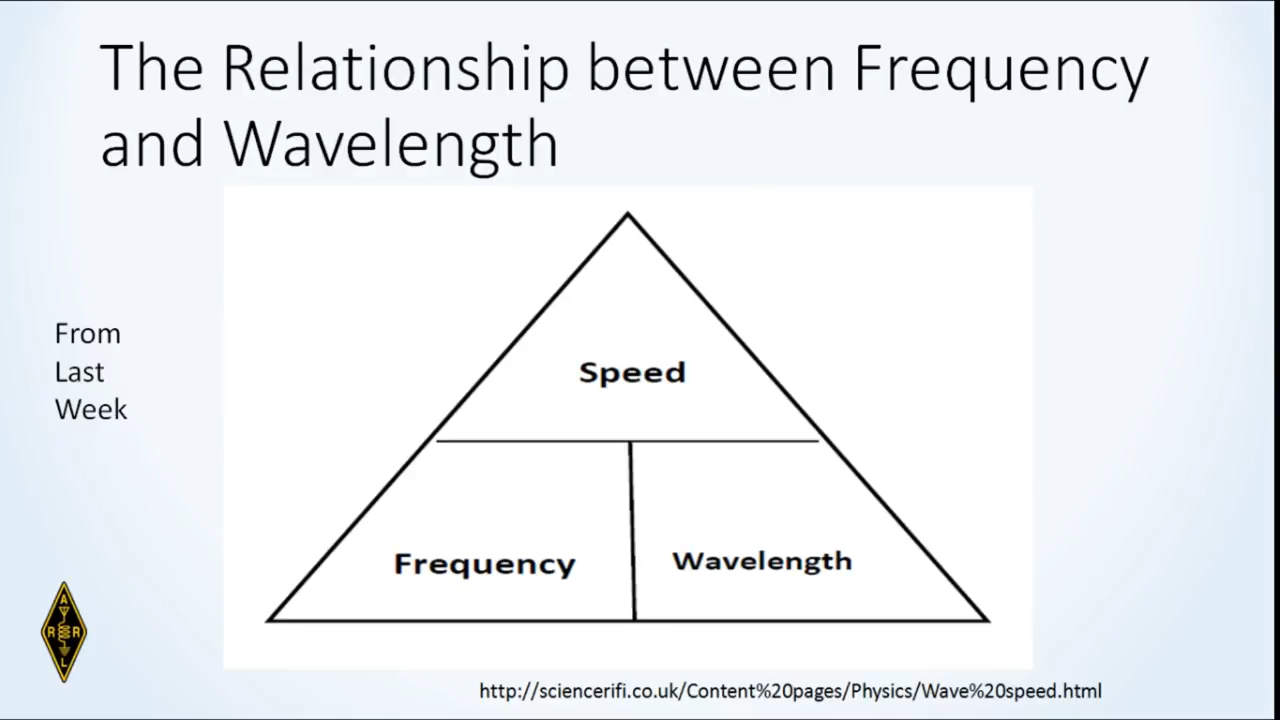 The Relationship between Frequency
and Wavelength
From
Last
Week
Speed
Frequency
Wavelength
A
R R
L
http://sciencerifi.co.uk/Content%20pages/Physics/Wave%20speed.html